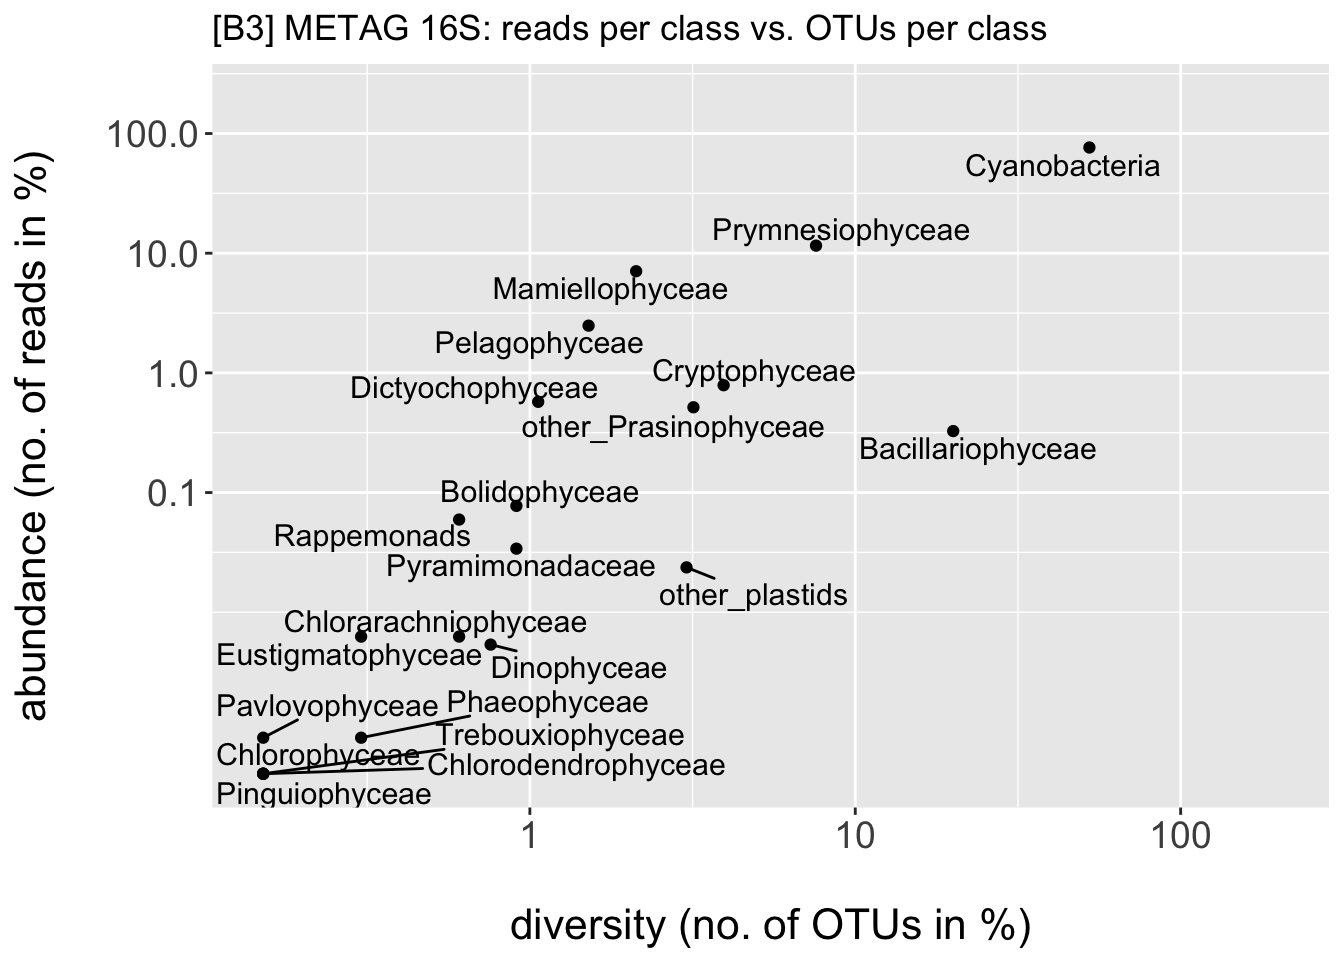 [B3] METAG 16S: reads per class vs. OTUs per class
abundance (no. of reads in %)
100.0
10.0
1.0
0.1
Cyanobacteria
Prymnesiophyceae
Mamiellophyceae
Pelagophyceae
Cryptophyceae
Dictyochophyceae
other_Prasinophyceae
Bacillariophyceae
Bolidophyceae
Rappemonads
Pyramimonadaceae
other_plastids
Chlorarachniophyceae
Eustigmatophyceae
Dinophyceae
Pavlovophyceae
Phaeophyceae
Trebouxiophyceae
Chlorophyceae
Chlorodendrophyceae
Pinguiophyceae
1
10
100
diversity (no. of OTUs in %)